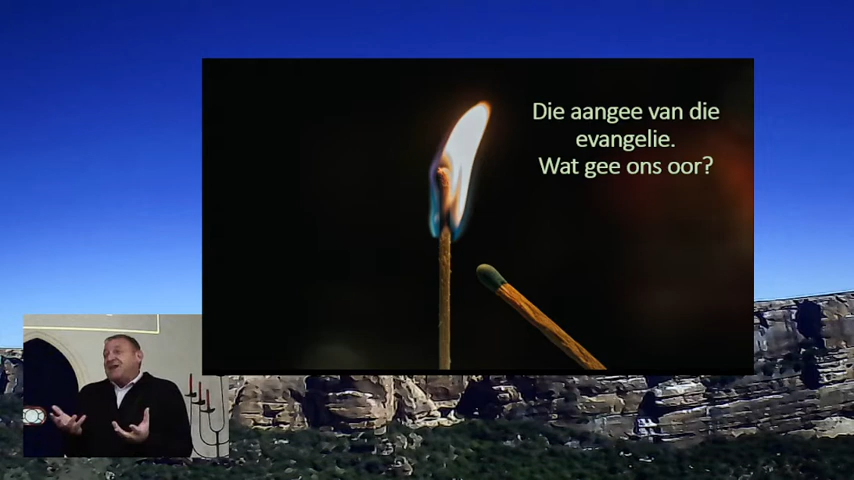 Die aangee van die
evangelie.
Wat gee ons oor?